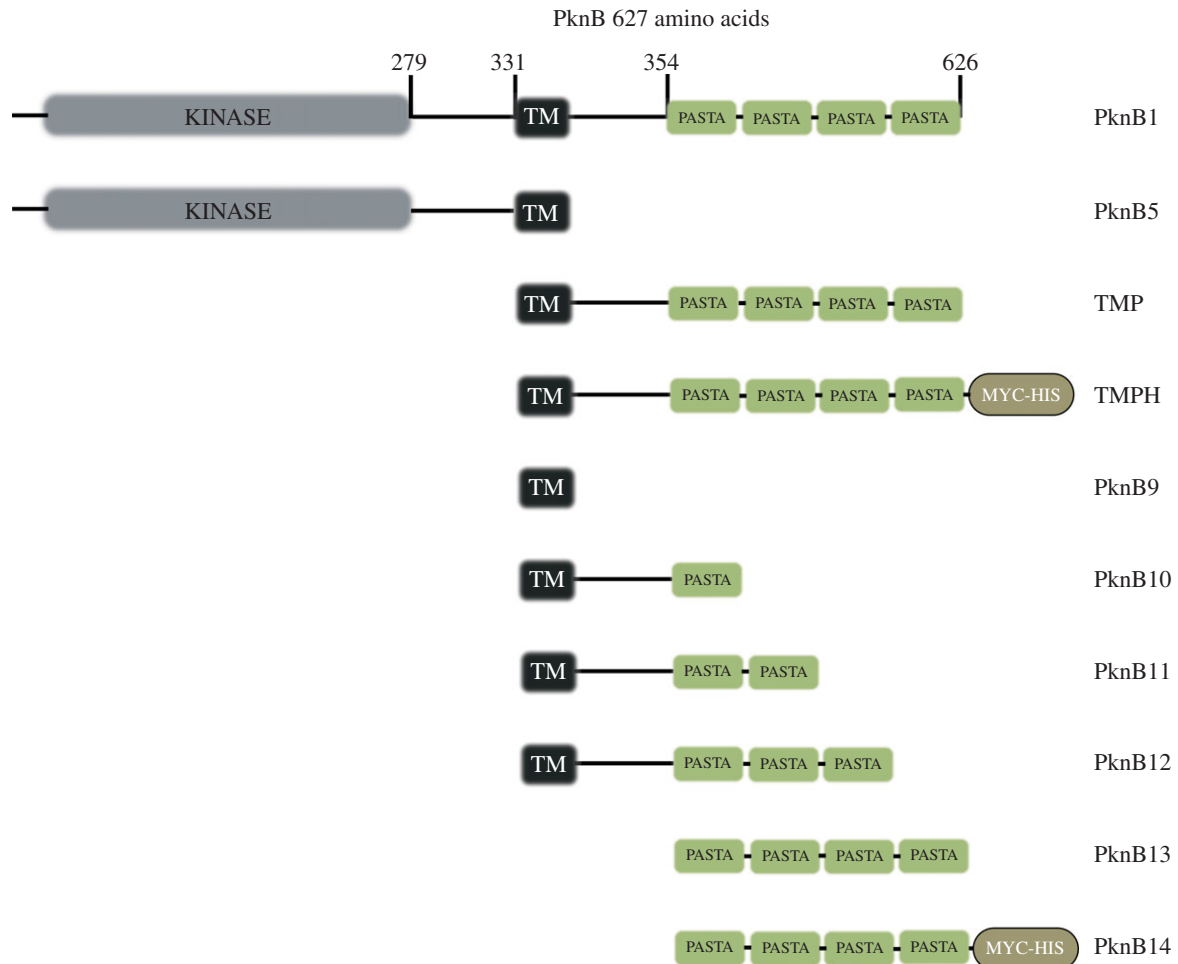 PknB 627 amino acids
279 331 354 626
KINASE TM PASTA PASTA PASTA PASTA PknB1
KINASE TM PknB5
TM PASTA PASTA PASTA PASTA TMP
TM PASTA PASTA PASTA PASTA MYC-HIS TMPH
TM PknB9
TM PASTA PknB10
TM PASTA PASTA PknB11
TM PASTA PASTA PASTA PknB12
PASTA PASTA PASTA PASTA PknB13
PASTA PASTA PASTA PASTA MYC-HIS PknB14